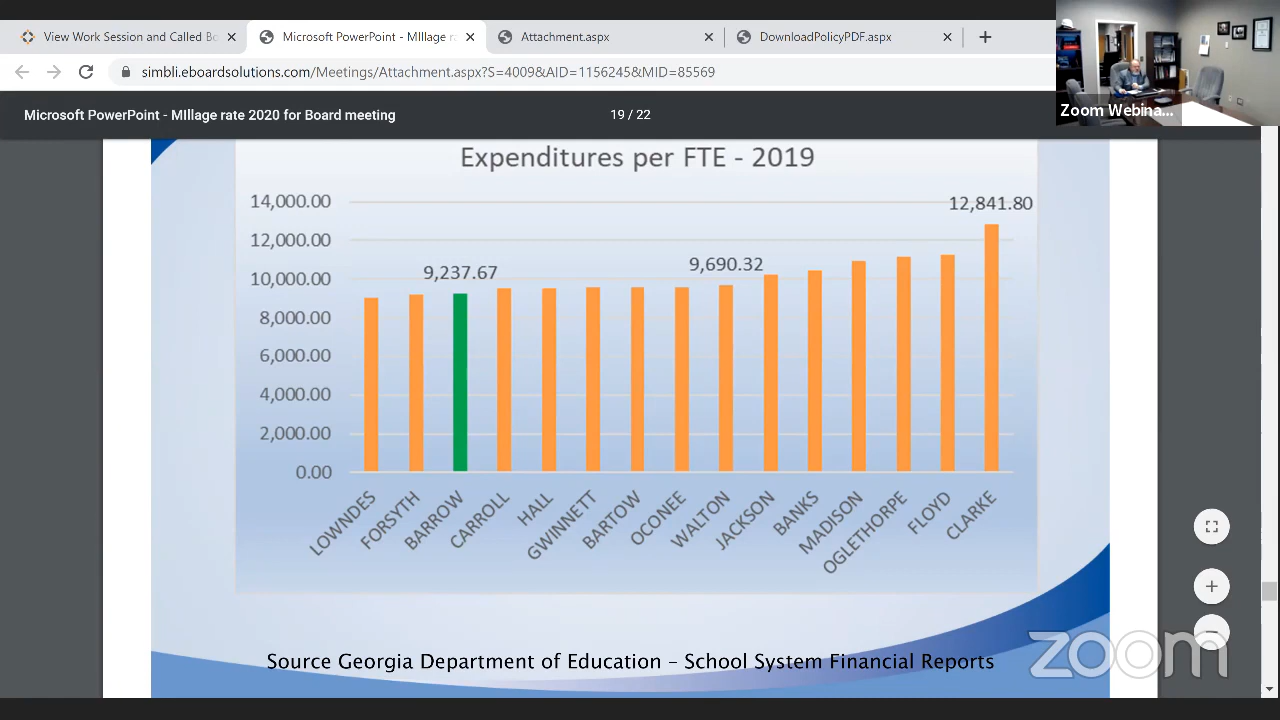 View Work Session and Called Bo
Microsoft PowerPoint - MIllage ra
Attachment.aspx
DownloadPolicyPDF.aspx
simbli.eboardsolutions.com/Meetings/Attachment.aspx?S=4009&AID=1156245&MID=85569
Microsoft PowerPoint - MIllage rate 2020 for Board meeting
19 / 22
Zoom Webina...
Expenditures per FTE - 2019
14,000.00
12,000.00
10,000.00
8,000.00
6,000.00
4,000.00
2,000.00
0.00
9,237.67
9,690.32
12,841.80
LOWNDES
FORSYTH
BARROW
CARROLL
HALL
GWINNETT
BARTOW
OCONEE
WALTON
JACKSON
BANKS
MADISON
OGLETHORPE
FLOYD
CLARKE
Source Georgia Department of Education – School System Financial Reports
zoom